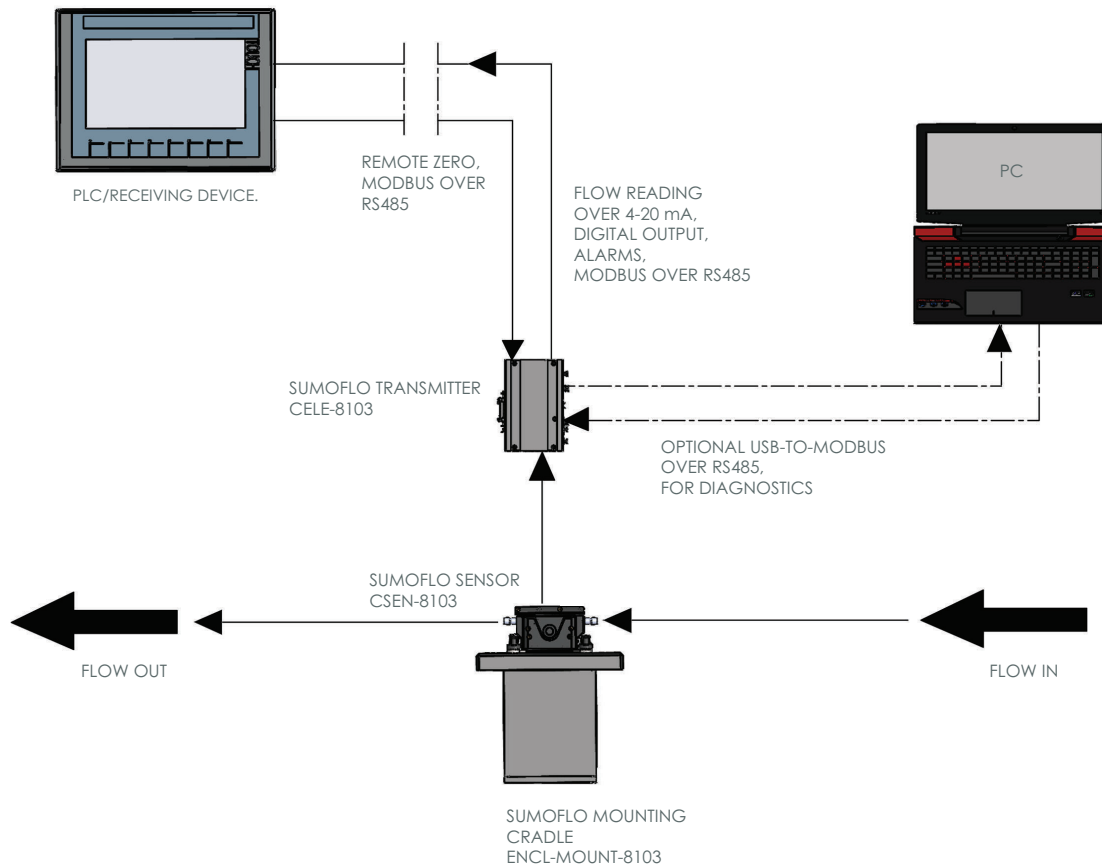 PLC/RECEIVING DEVICE.
REMOTE ZERO,
MODBUS OVER
RS485
FLOW READING
OVER 4-20 mA,
DIGITAL OUTPUT,
ALARMS,
MODBUS OVER RS485
PC
SUMOFLO TRANSMITTER
CELE-8103
OPTIONAL USB-TO-MODBUS
OVER RS485,
FOR DIAGNOSTICS
SUMOFLO SENSOR
CSEN-8103
FLOW OUT
FLOW IN
SUMOFLO MOUNTING
CRADLE
ENCL-MOUNT-8103